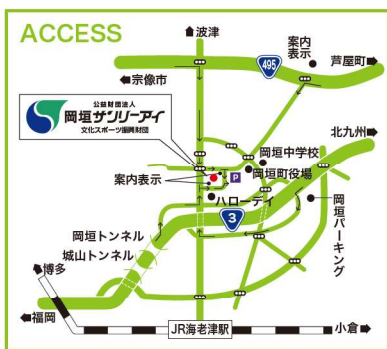 ACCESS
波津
495
案内
表示
芦屋町
宗像市
公益財団法人
岡垣サンリーアイ
文化スポーツ振興財団
北九州
岡垣中学校
P
岡垣町役場
案内表示
ハローデイ
3
岡垣パーキング
岡垣トンネル
城山トンネル
博多
福岡
JR海老津駅
小倉